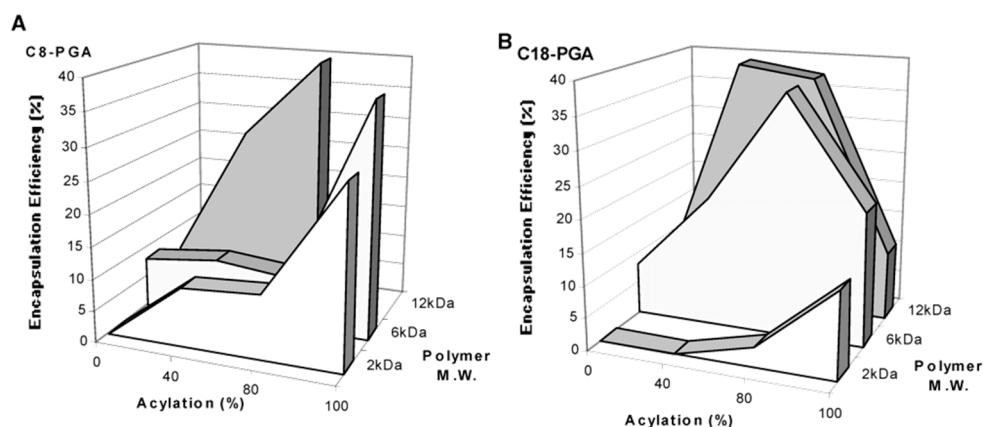 A
C8-PGA
40
35
30
25
20
15
10
5
0
Encapsulation Efficiency (%)
0
40
80
100
Acylation (%)
2kDa
6kDa
12kDa
Polymer
M.W.
B
C18-PGA
40
35
30
25
20
15
10
5
0
Encapsulation Efficiency (%)
0
40
80
100
Acylation (%)
2kDa
6kDa
12kDa
Polymer
M.W.